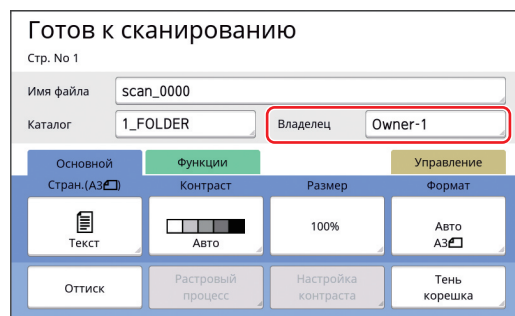 Готов к сканированию
Стр. No 1
Имя файла scan_0000
Каталог 1_FOLDER Владелец Owner-1
Основной Функции Управление
Стран.(A3) Контраст Размер Формат
Текст Авто 100% Авто
A3
Оттиск Растровый процесс Настройка контраста Тень корешка